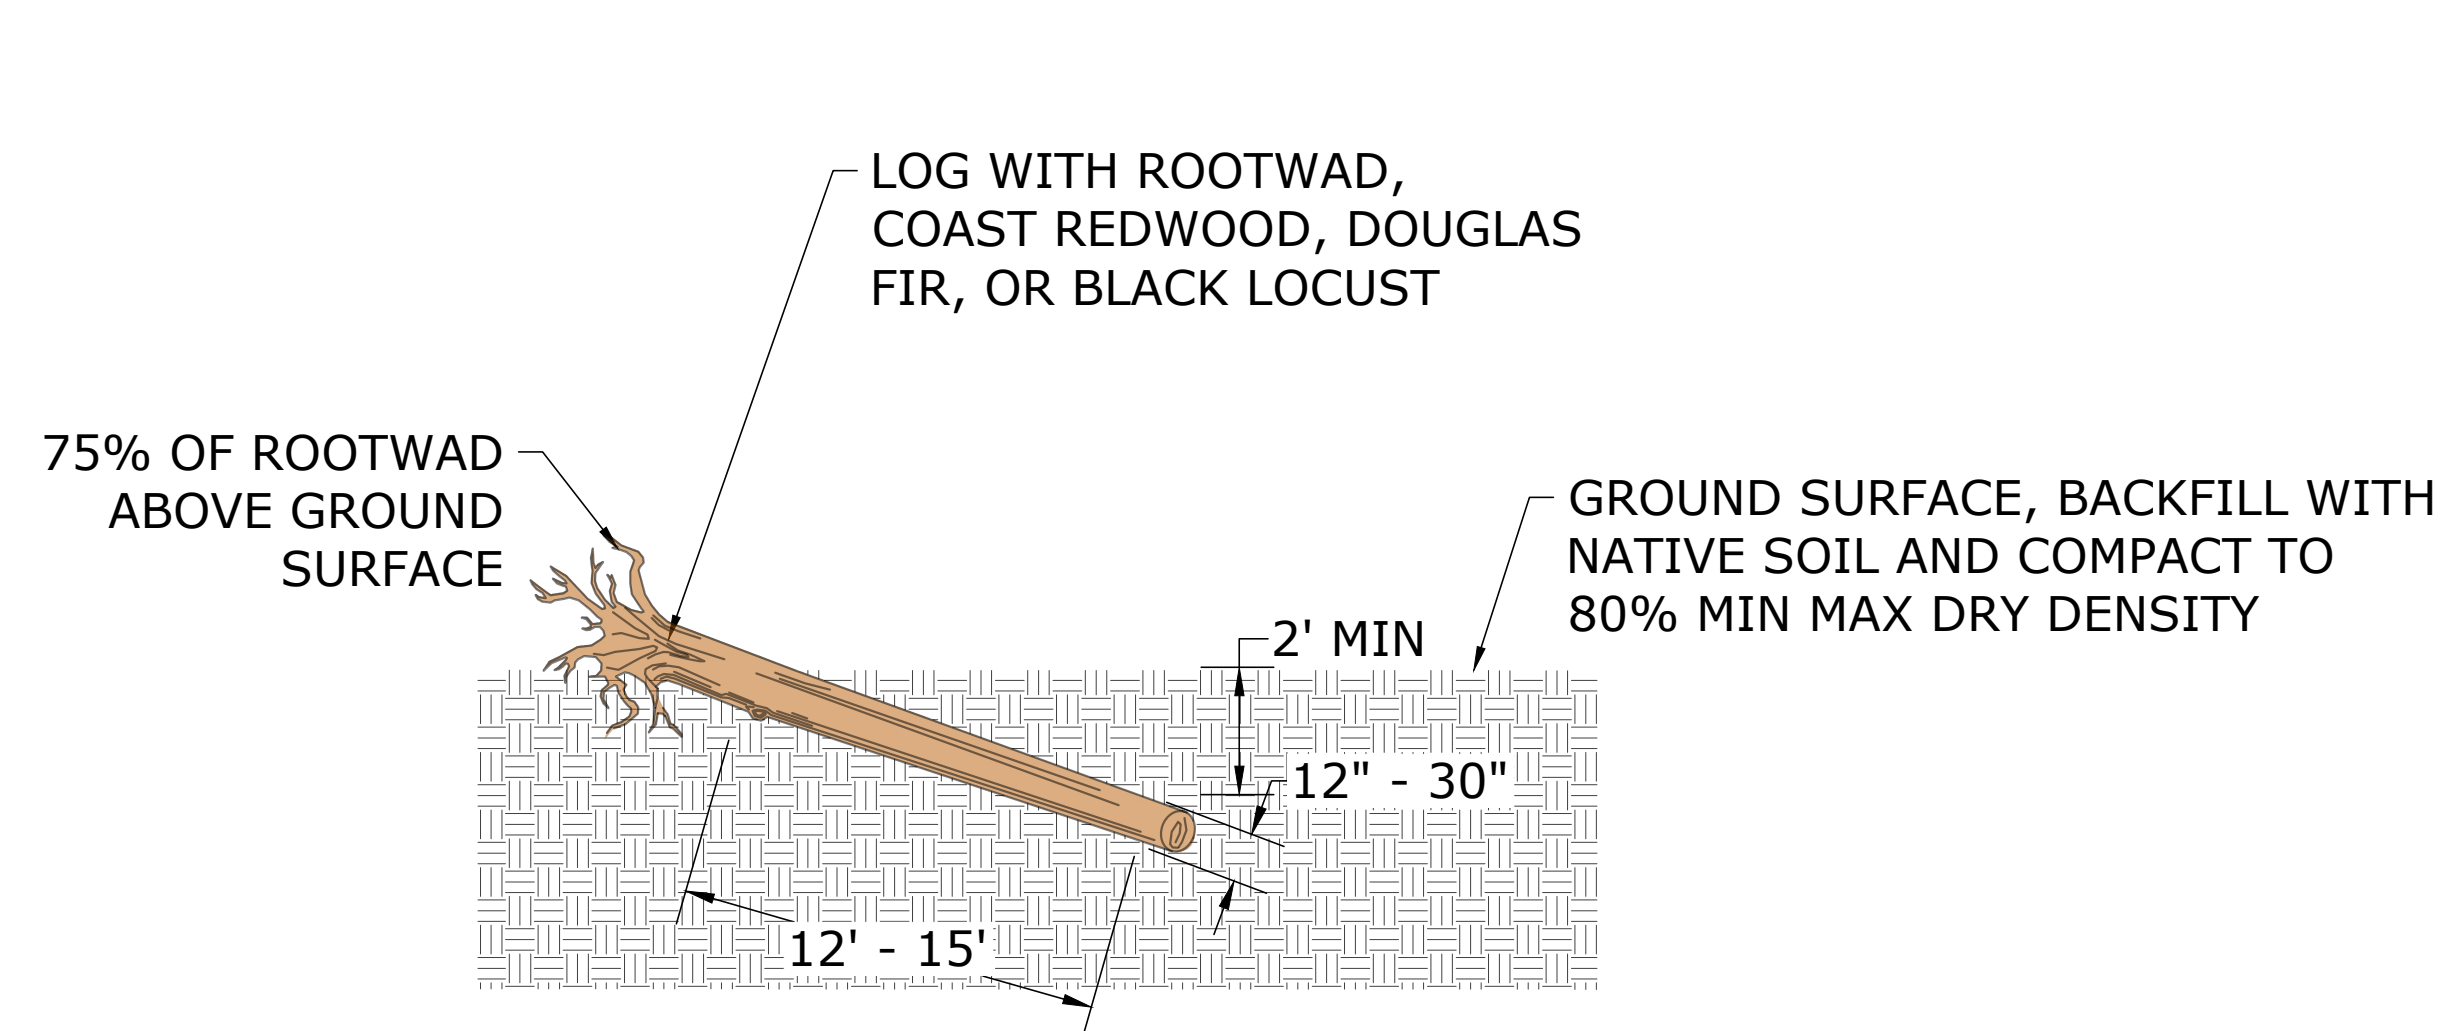 LOG WITH ROOTWAD,
COAST REDWOOD, DOUGLAS
FIR, OR BLACK LOCUST
75% OF ROOTWAD
ABOVE GROUND
SURFACE
GROUND SURFACE, BACKFILL WITH
NATIVE SOIL AND COMPACT TO
80% MIN MAX DRY DENSITY
2' MIN
12" - 30"
12' - 15'